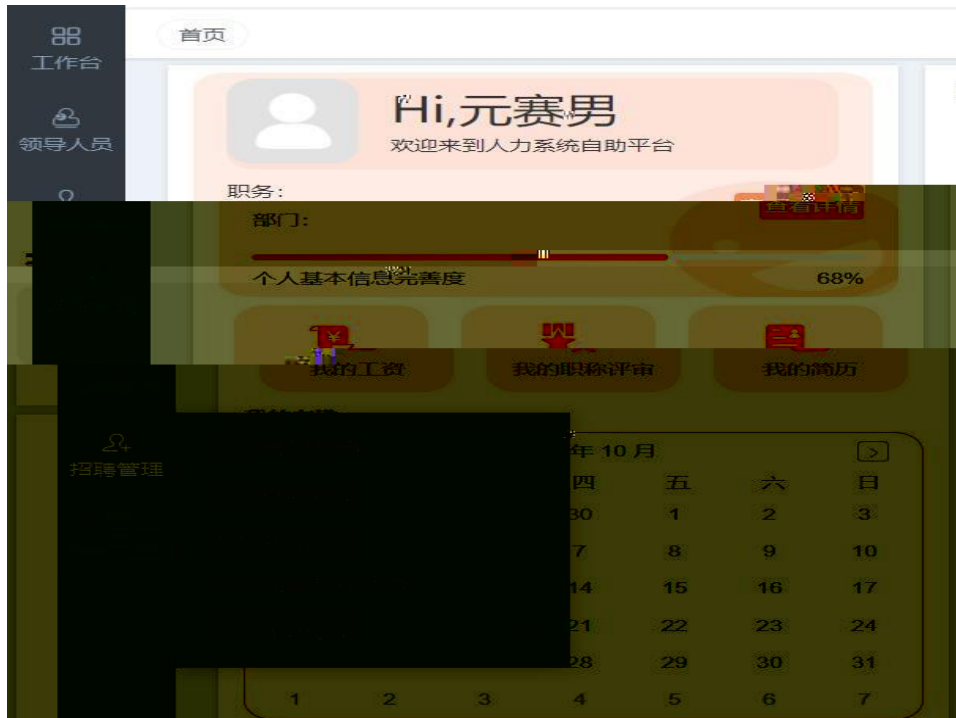 首页
工作台
领导人员
Hi,元赛男
欢迎来到人力系统自助平台
职务:
查看详情
部门:
个人基本信息完善度 68%
我的工资 我的职称评审 我的简历
招聘管理
年 10 月
四 五 六 日
30 1 2 3
7 8 9 10
14 15 16 17
21 22 23 24
28 29 30 31
1 2 3 4 5 6 7